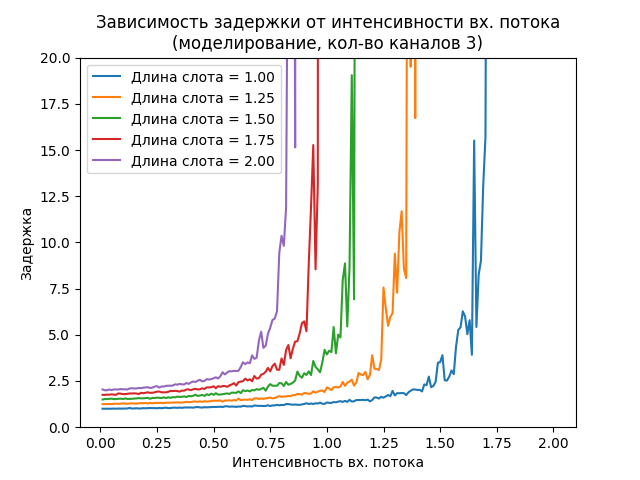 Зависимость задержки от интенсивности вх. потока
(моделирование, кол-во каналов 3)
Длина слота = 1.00
Длина слота = 1.25
Длина слота = 1.50
Длина слота = 1.75
Длина слота = 2.00
Задержка
20.0
17.5
15.0
12.5
10.0
7.5
5.0
2.5
0.0
0.00 0.25 0.50 0.75 1.00 1.25 1.50 1.75 2.00
Интенсивность вх. потока